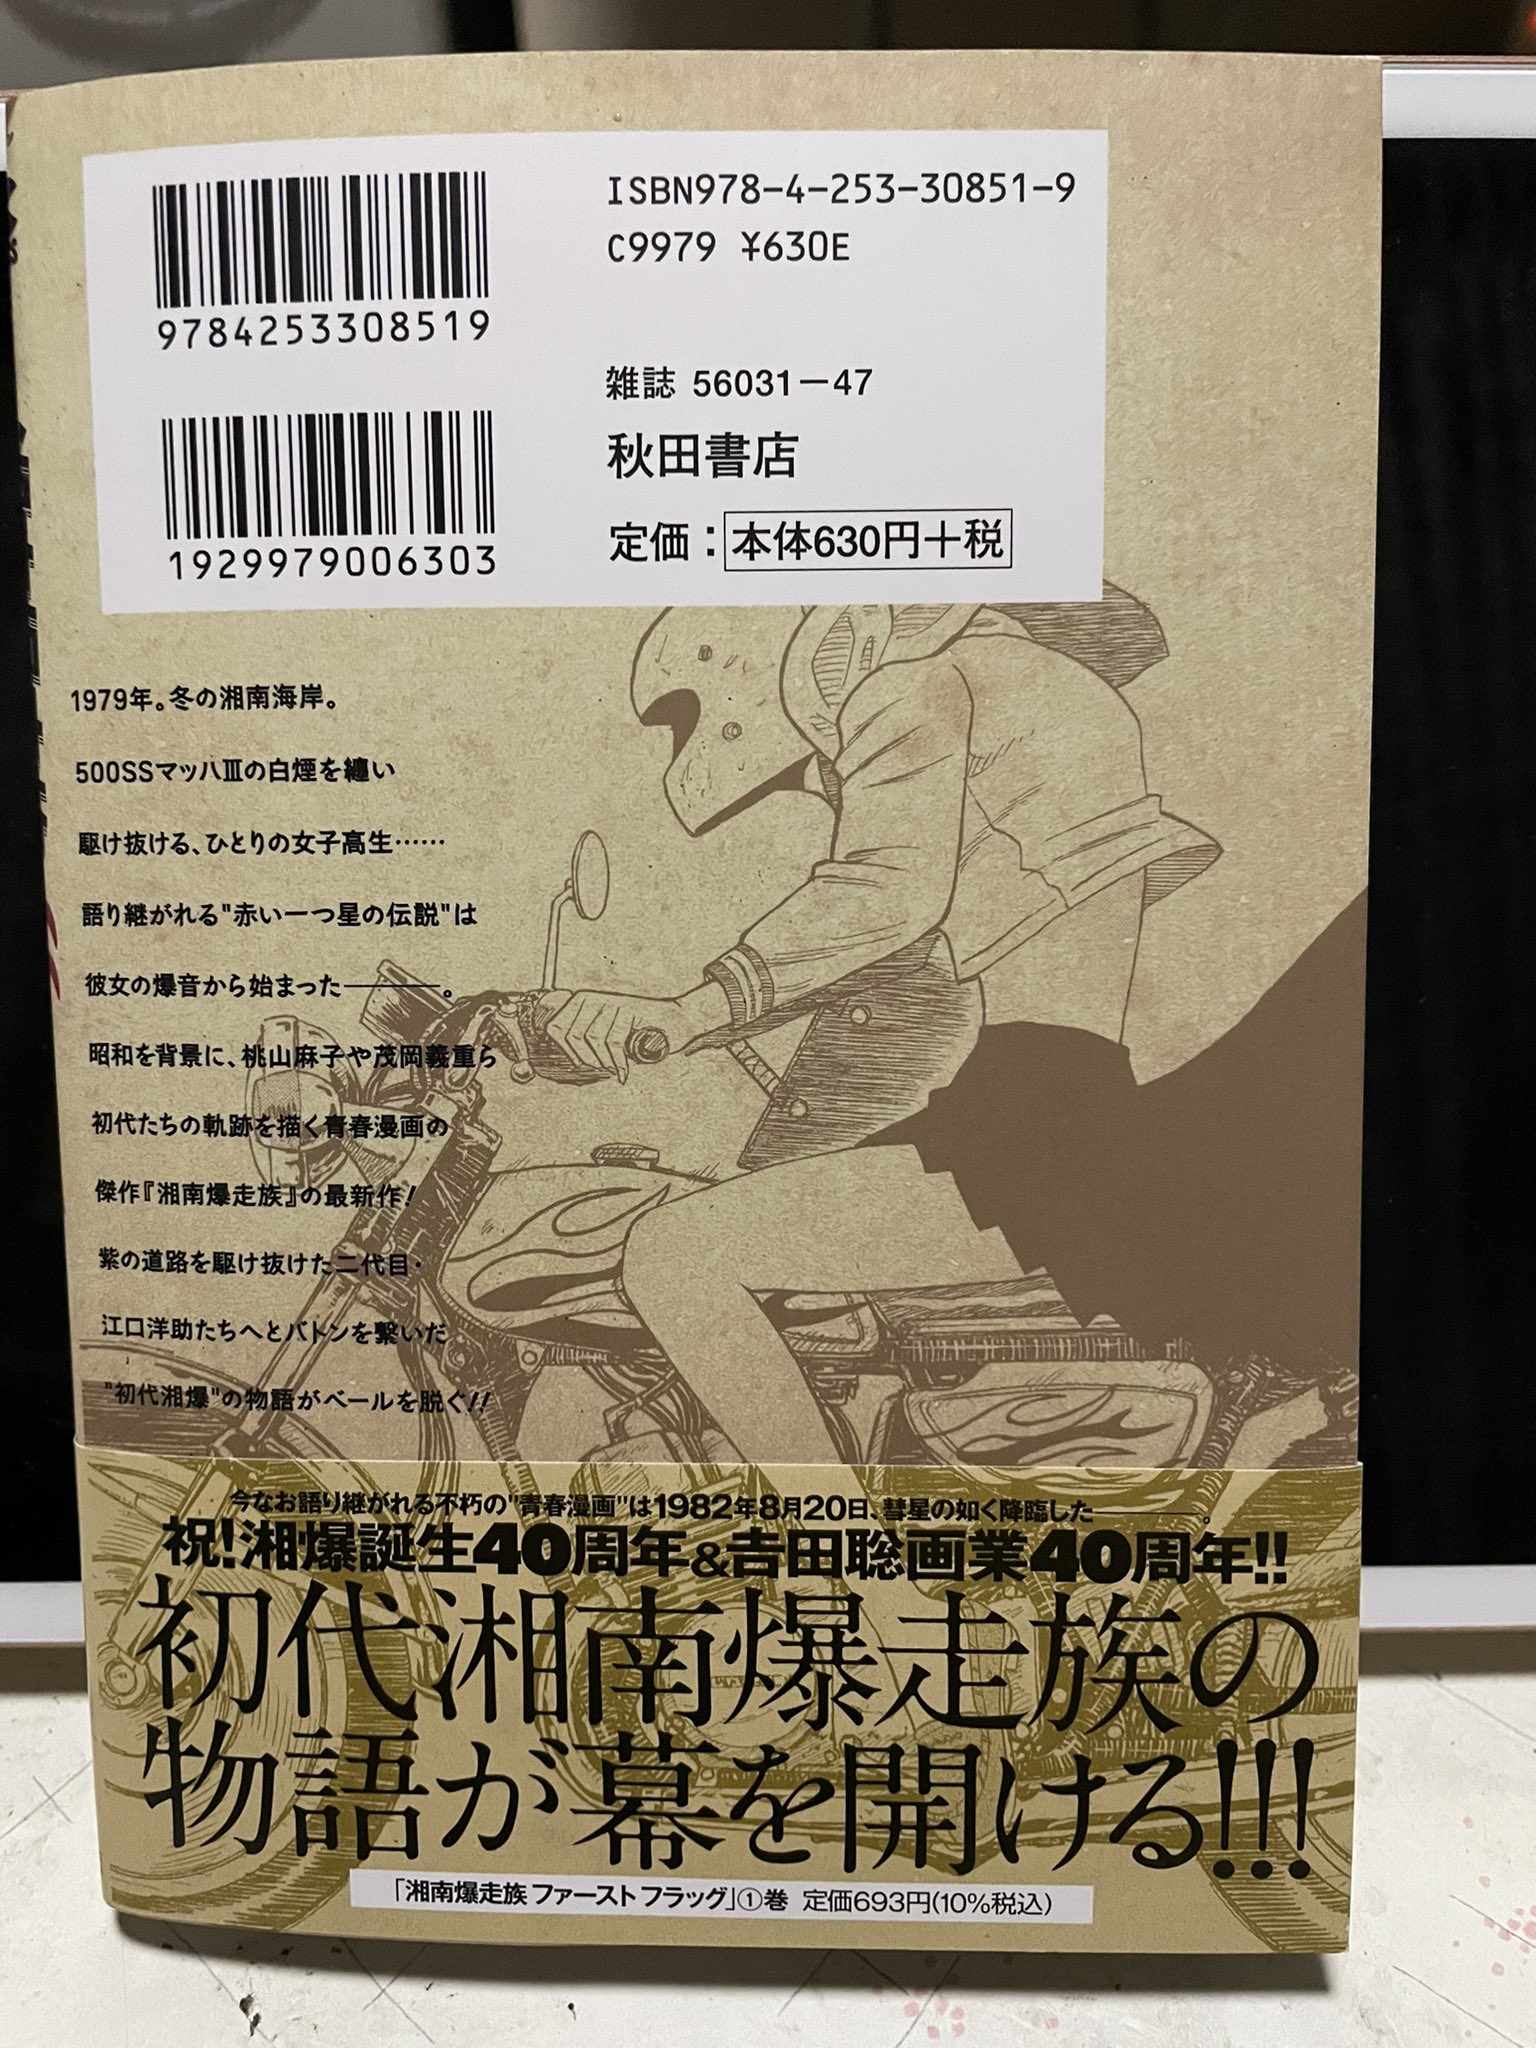 ISBN978-4-253-30851-9
C9979 ¥630E
9784253308519
雑誌 56031-47
秋田書店
定価：本体630円+税
1929979006303
1979年。冬の湘南海岸。
500SSマッハⅢの白煙を纏い
駆け抜ける、ひとりの女子高生……
語り継がれる"赤い一つ星の伝説"は
彼女の爆音から始まった―――。
昭和を背景に、桃山麻子や茂岡義重ら
初代たちの軌跡を描く青春漫画の
傑作『湘南爆走族』の最新作！
紫の道路を駆け抜けた二代目・
江口洋助たちへとバトンを繋いだ
"初代湘爆"の物語がベールを脱ぐ!!
今なお語り継がれる不朽の"青春漫画"は1982年8月20日、彗星の如く降臨した―――。
祝！湘爆誕生40周年&吉田聡画業40周年!!
初代湘南爆走族の
物語が幕を開ける!!!
「湘南爆走族 ファースト フラッグ」①巻 定価693円(10%税込)